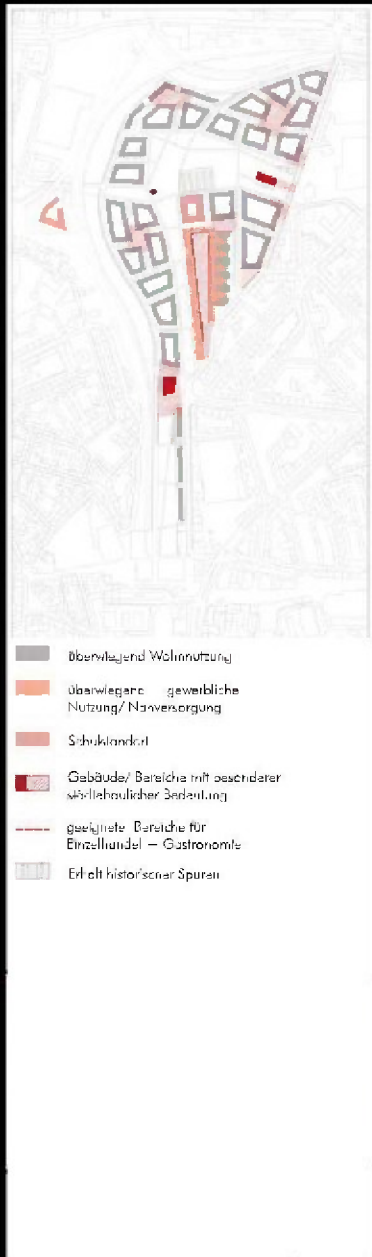 überwiegend Wohnnutzung
überwiegend gewerbliche
Nutzung/ Nahversorgung
Schulstandort
Gebäude/ Bereiche mit besonderer
städtebaulicher Bedeutung
geeignete Bereiche für
Einzelhandel – Gastronomie
Erhalt historischer Spuren